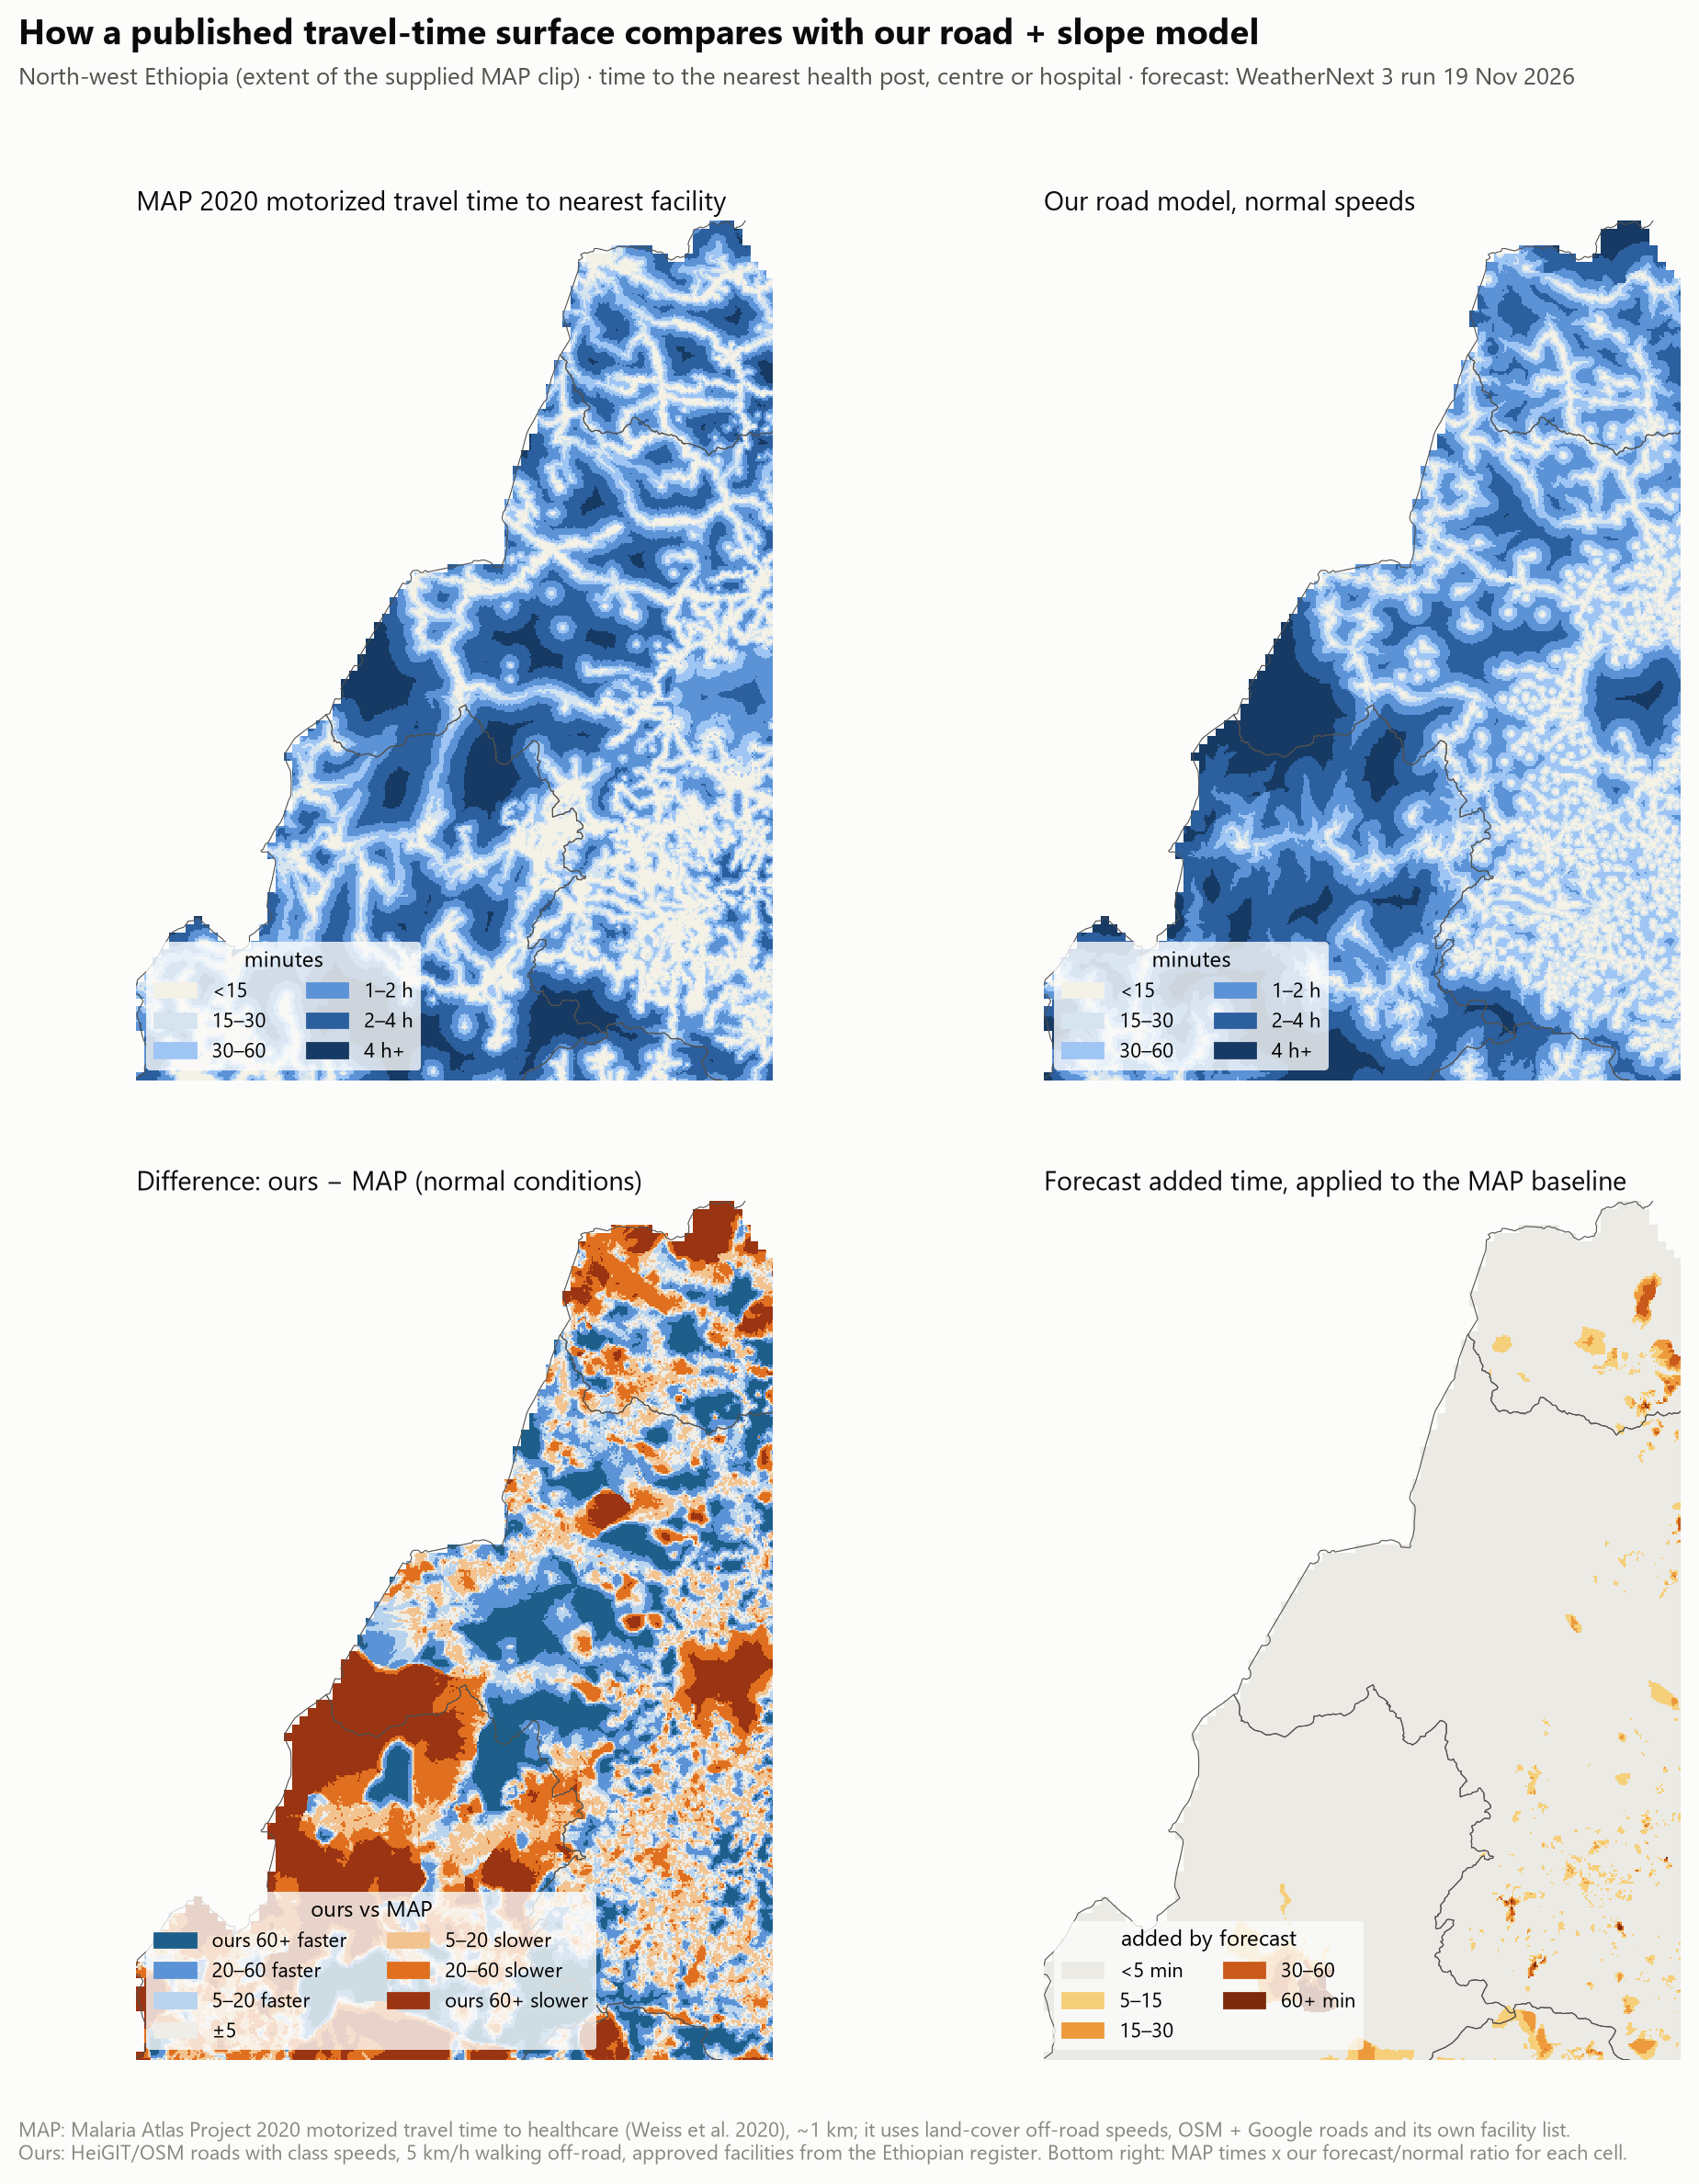 How a published travel-time surface compares with our road + slope model
North-west Ethiopia (extent of the supplied MAP clip) · time to the nearest health post, centre or hospital · forecast: WeatherNext 3 run 19 Nov 2026
MAP 2020 motorized travel time to nearest facility
minutes
<15
15–30
30–60
1–2 h
2–4 h
4 h+
Our road model, normal speeds
minutes
<15
15–30
30–60
1–2 h
2–4 h
4 h+
Difference: ours − MAP (normal conditions)
ours vs MAP
ours 60+ faster
20–60 faster
5–20 faster
±5
5–20 slower
20–60 slower
ours 60+ slower
Forecast added time, applied to the MAP baseline
added by forecast
<5 min
5–15
15–30
30–60
60+ min
MAP: Malaria Atlas Project 2020 motorized travel time to healthcare (Weiss et al. 2020), ~1 km; it uses land-cover off-road speeds, OSM + Google roads and its own facility list.
Ours: HeiGIT/OSM roads with class speeds, 5 km/h walking off-road, approved facilities from the Ethiopian register. Bottom right: MAP times x our forecast/normal ratio for each cell.